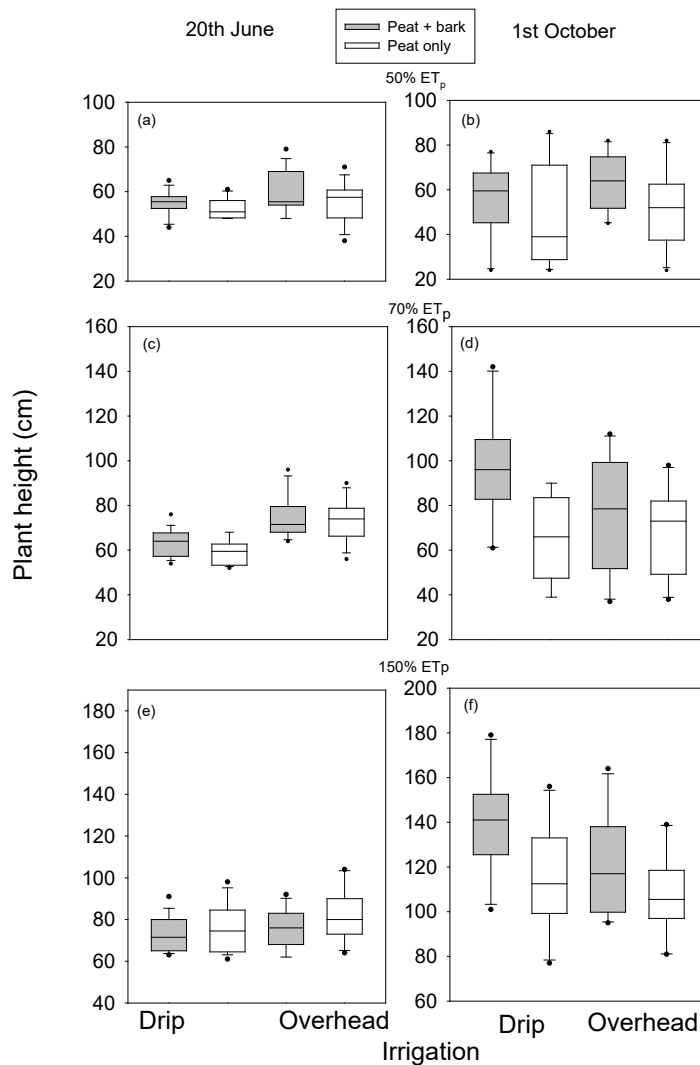 20th June
Peat + bark
Peat only
1st October
50% ETp
(a)
100
80
60
40
20
(b)
100
80
60
40
20
70% ETp
(c)
160
140
120
100
80
60
40
20
(d)
160
140
120
100
80
60
40
20
Plant height (cm)
150% ETp
(e)
180
160
140
120
100
80
60
40
(f)
200
180
160
140
120
100
80
60
Drip Overhead
Drip Overhead
Irrigation